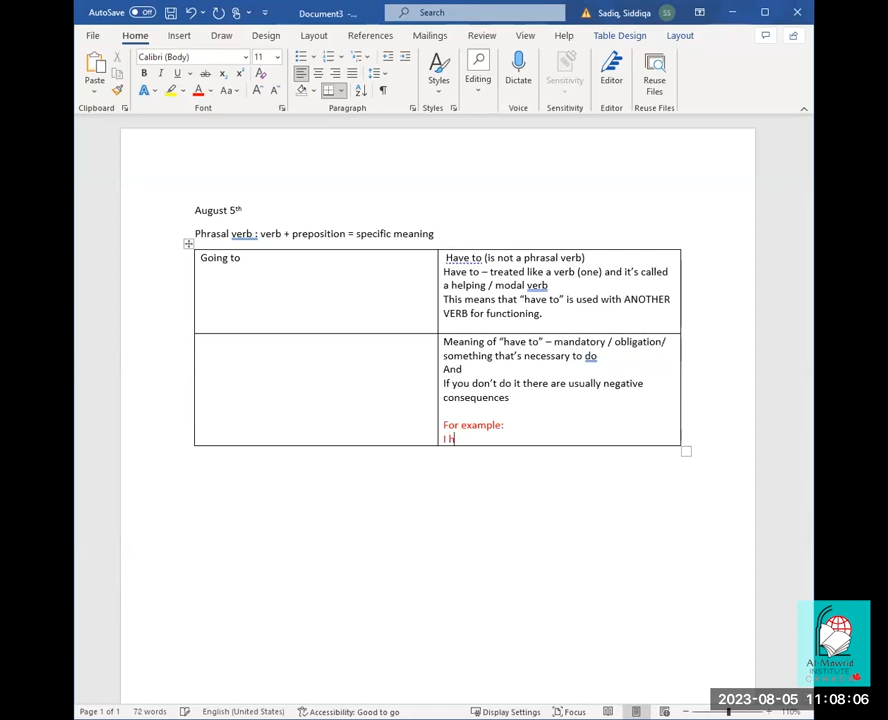 AutoSave Off Document3 -... Search Sadiq, Siddiqa SS
File Home Insert Draw Design Layout References Mailings Review View Help Table Design Layout
Calibri (Body) 11
Paste Styles Editing Dictate Sensitivity Editor Reuse Files
Clipboard Font Paragraph Styles Voice Sensitivity Editor Reuse Files
August 5th
Phrasal verb : verb + preposition = specific meaning
Going to
Have to (is not a phrasal verb)
Have to – treated like a verb (one) and it's called
a helping / modal verb
This means that "have to" is used with ANOTHER
VERB for functioning.
Meaning of "have to" – mandatory / obligation/
something that's necessary to do
And
If you don't do it there are usually negative
consequences
For example:
I h
Al-Mawrid
INSTITUTE
CANADA
2023-08-05 11:08:06
Page 1 of 1 72 words English (United States) Accessibility: Good to go Display Settings Focus 110%